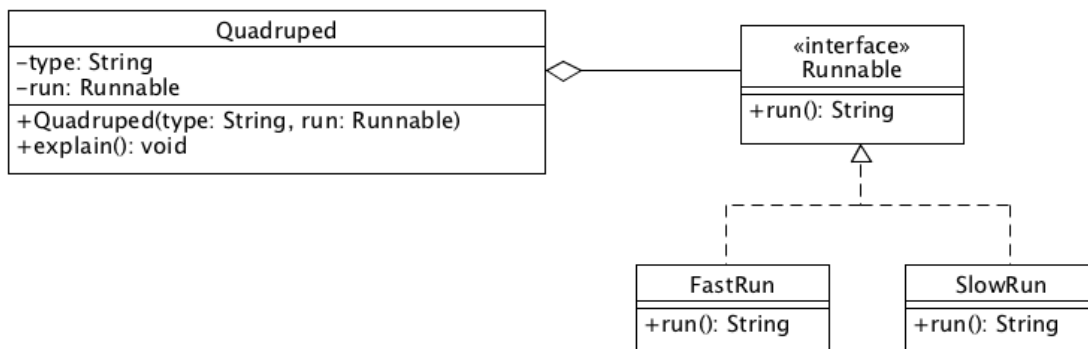 Quadruped
-type: String
-run: Runnable
+Quadruped(type: String, run: Runnable)
+explain(): void
«interface»
Runnable
+run(): String
FastRun
+run(): String
SlowRun
+run(): String